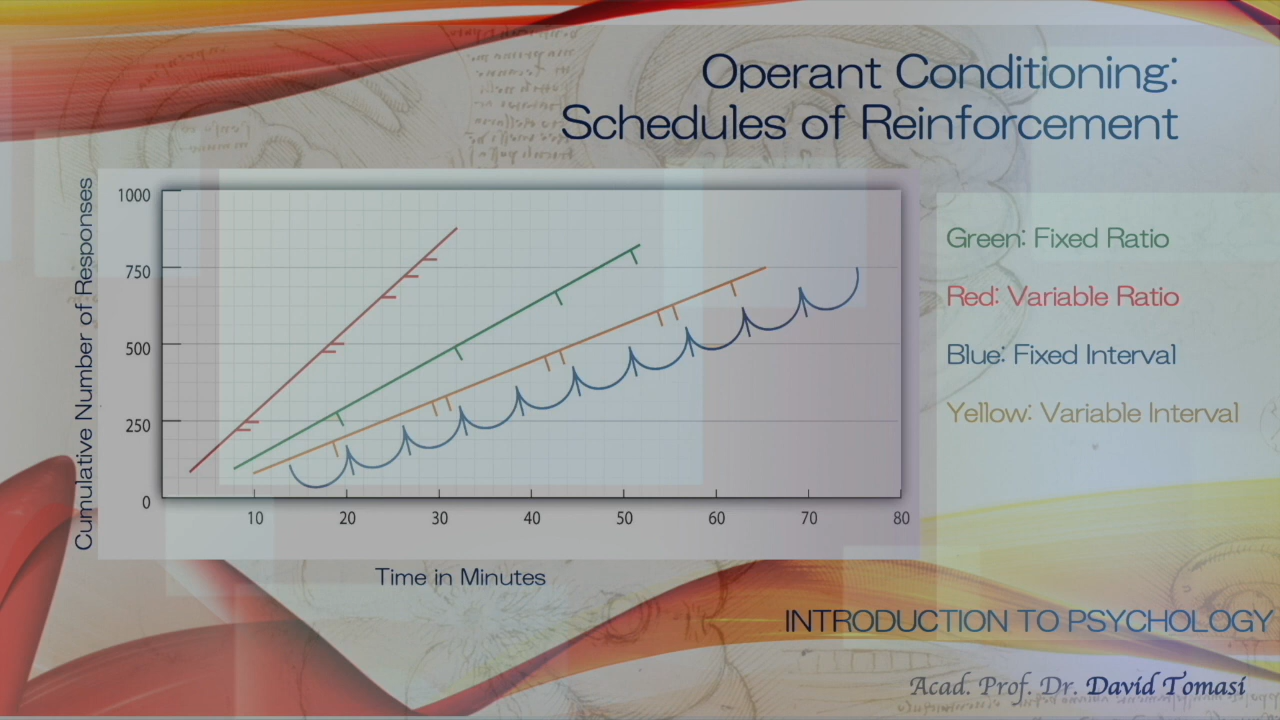 Operant Conditioning:
Schedules of Reinforcement
Cumulative Number of Responses
1000
750
500
250
0
10 20 30 40 50 60 70 80
Time in Minutes
Green: Fixed Ratio
Red: Variable Ratio
Blue: Fixed Interval
Yellow: Variable Interval
INTRODUCTION TO PSYCHOLOGY
Acad. Prof. Dr. David Tomasi